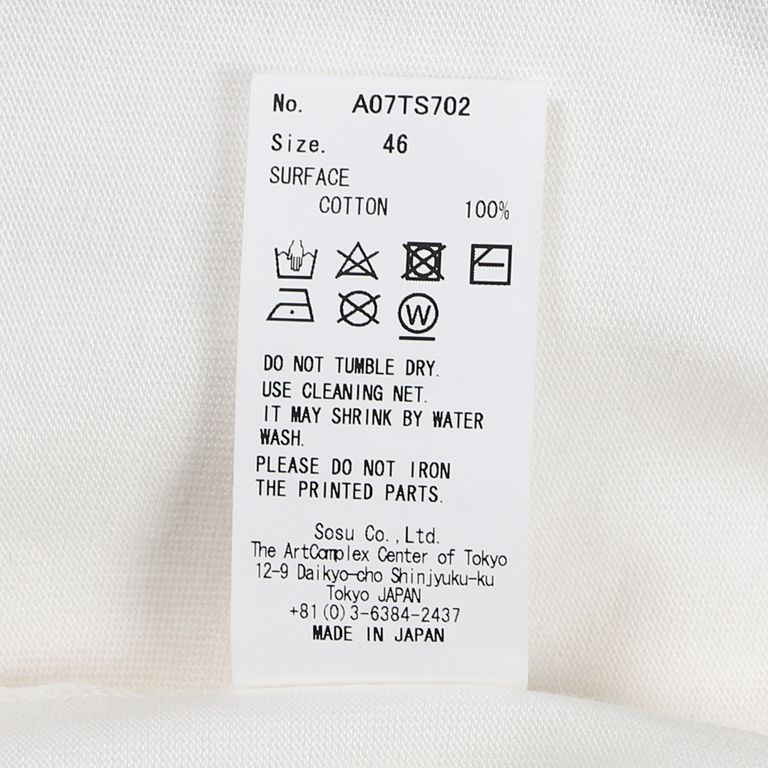 No. A07TS702
Size. 46
SURFACE
COTTON 100%
W
DO NOT TUMBLE DRY.
USE CLEANING NET.
IT MAY SHRINK BY WATER
WASH.
PLEASE DO NOT IRON
THE PRINTED PARTS.
Sosu Co.,Ltd.
The ArtComplex Center of Tokyo
12-9 Daikyo-cho Shinjyuku-ku
Tokyo JAPAN
+81(0)3-6384-2437
MADE IN JAPAN